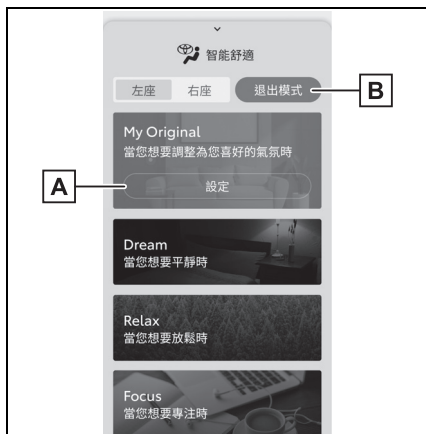 智能舒適
左座 右座 退出模式
B
My Original
當您想要調整為您喜好的氣氛時
A
設定
Dream
當您想要平靜時
Relax
當您想要放鬆時
Focus
當您想要專注時